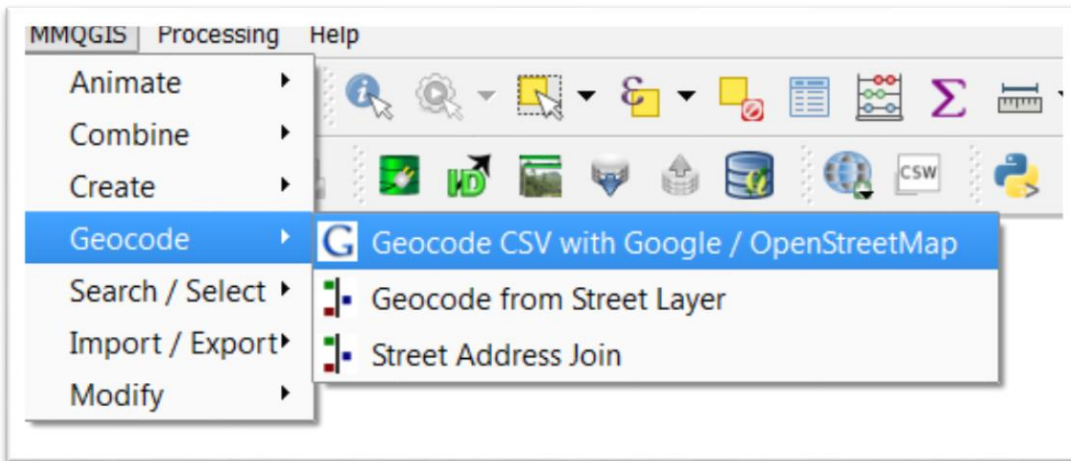 MMQGIS Processing Help
Animate
Combine
Create
Geocode
Search / Select
Import / Export
Modify
G Geocode CSV with Google / OpenStreetMap
Geocode from Street Layer
Street Address Join
ε
Σ
ID
CSW